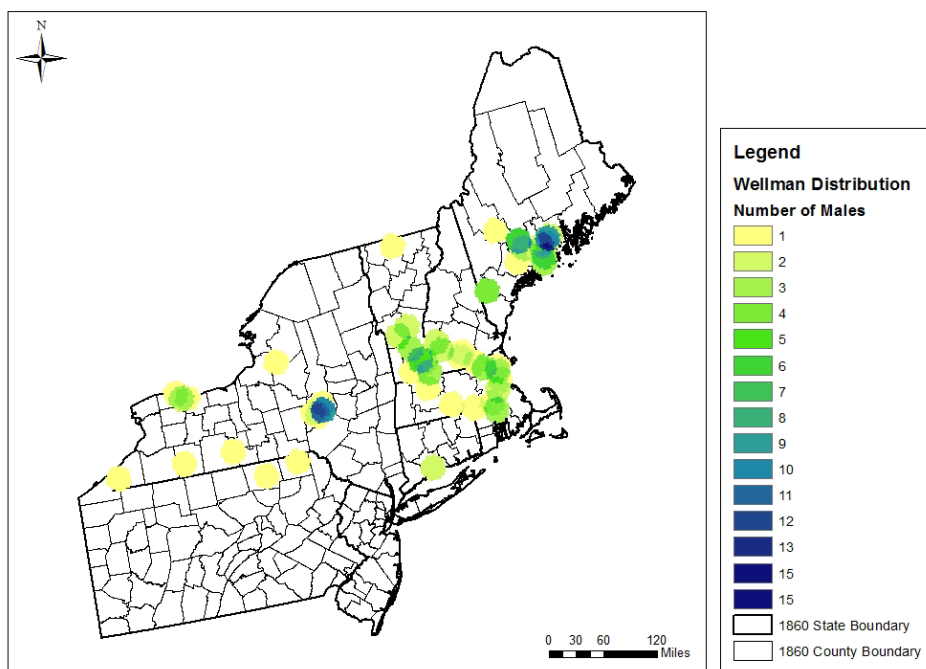 N
Legend
Wellman Distribution
Number of Males
1
2
3
4
5
6
7
8
9
10
11
12
13
15
15
1860 State Boundary
1860 County Boundary
0 30 60 120
Miles